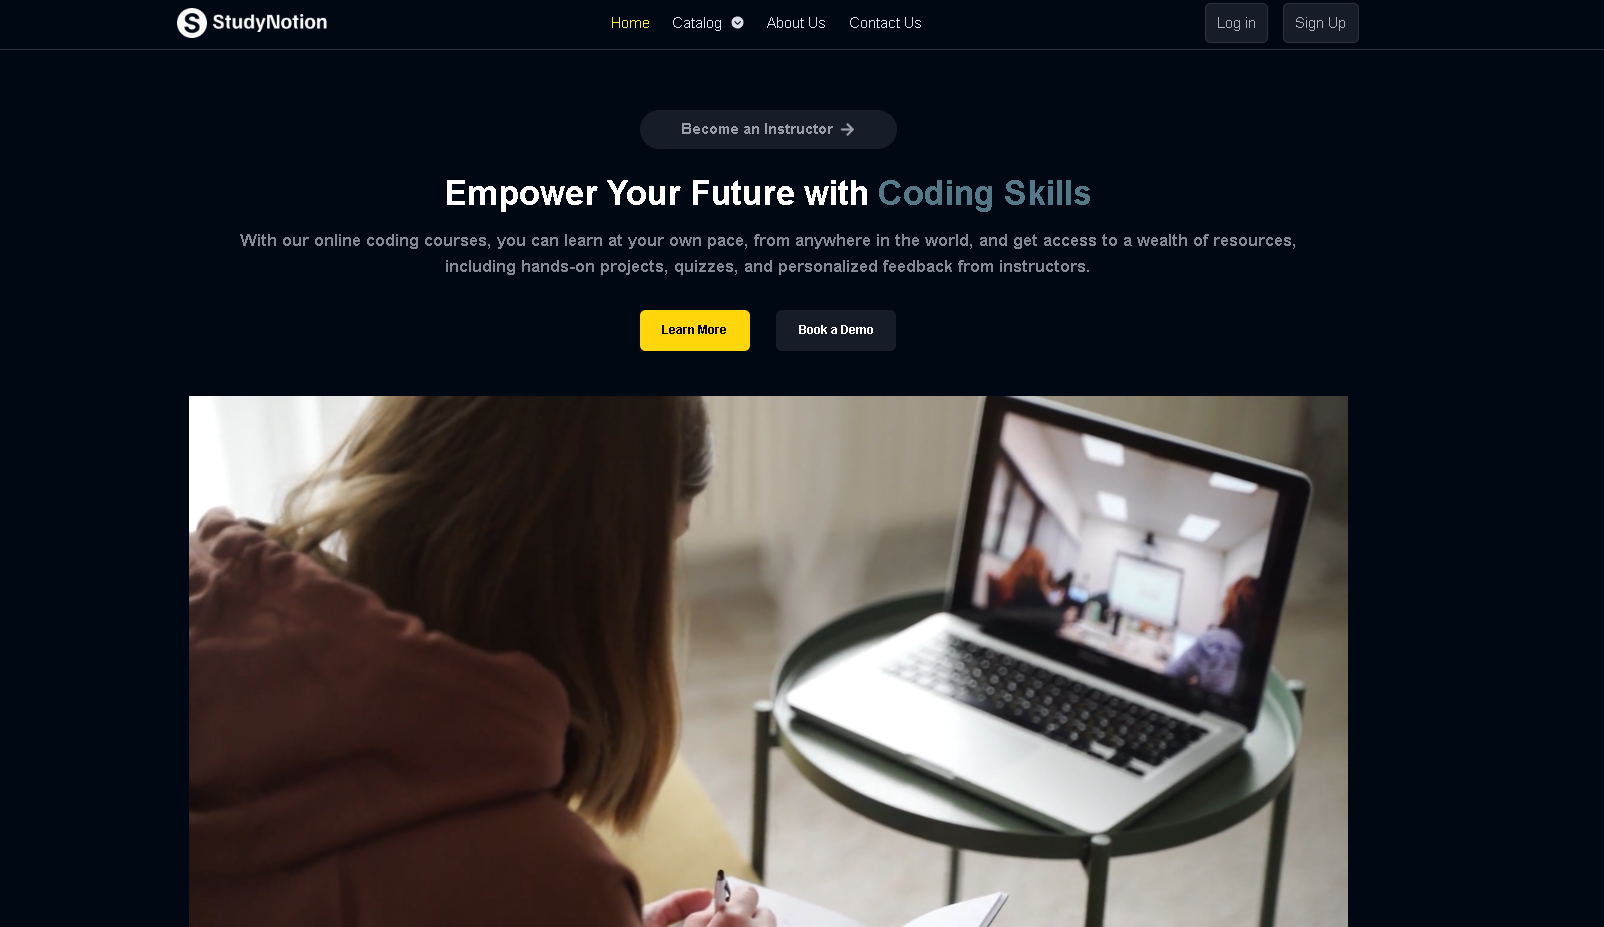 StudyNotion
Home Catalog About Us Contact Us
Log in Sign Up
Become an Instructor
Empower Your Future with Coding Skills
With our online coding courses, you can learn at your own pace, from anywhere in the world, and get access to a wealth of resources,
including hands-on projects, quizzes, and personalized feedback from instructors.
Learn More Book a Demo